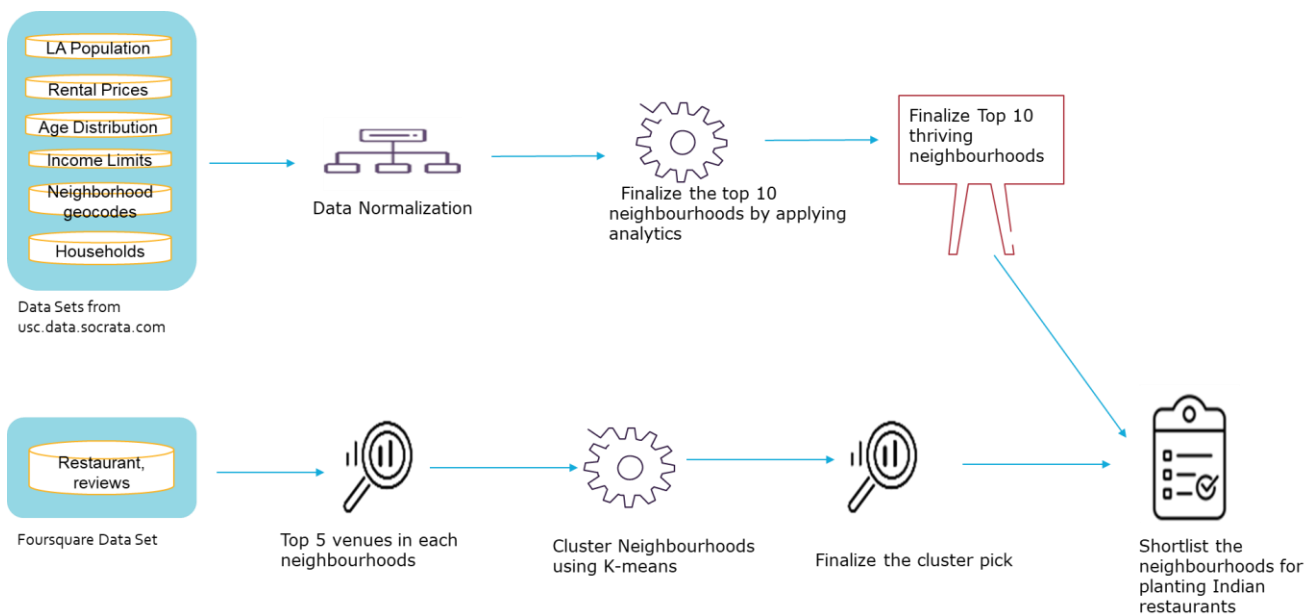 LA Population
Rental Prices
Age Distribution
Income Limits
Neighborhood
geocodes
Households
Data Sets from
usc.data.socrata.com
Data Normalization
Finalize the top 10
neighbourhoods by applying
analytics
Finalize Top 10
thriving
neighbourhoods
Restaurant,
reviews
Foursquare Data Set
Top 5 venues in each
neighbourhoods
Cluster Neighbourhoods
using K-means
Finalize the cluster pick
Shortlist the
neighbourhoods for
planting Indian
restaurants